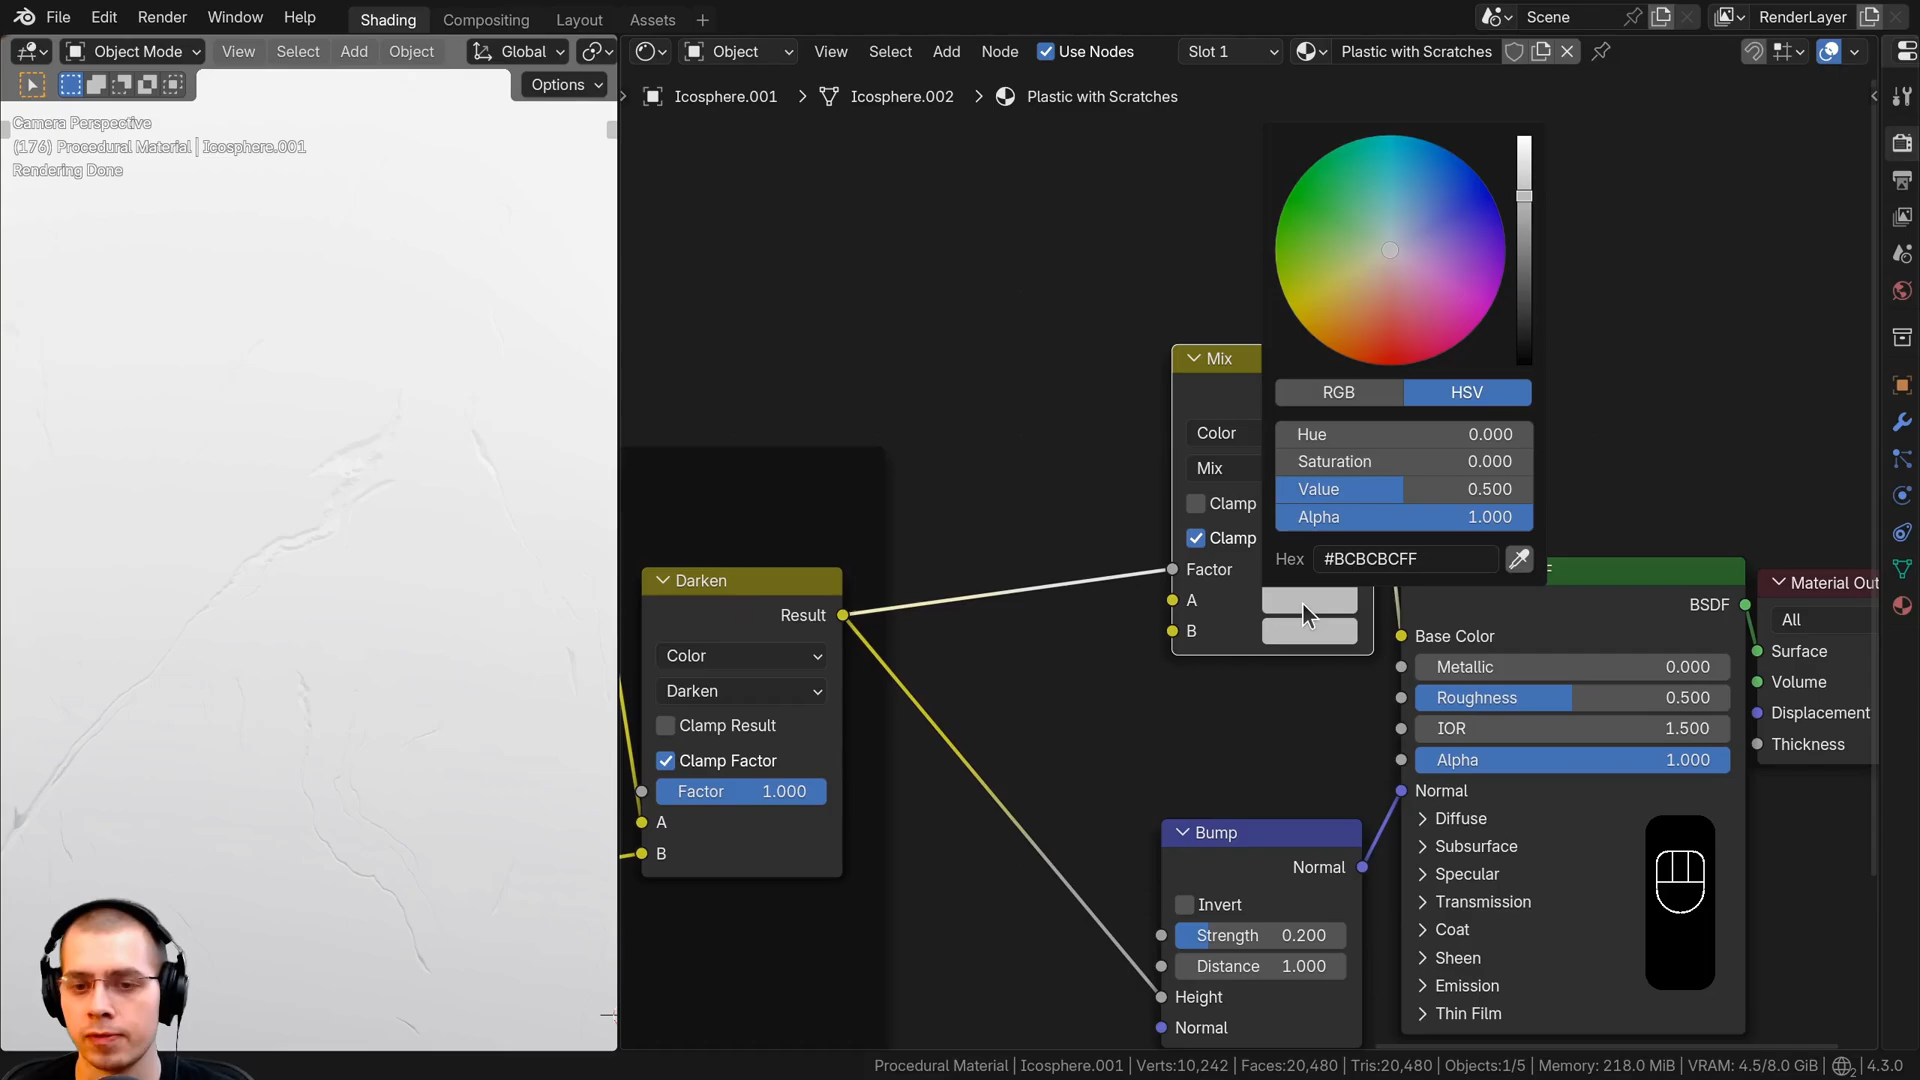 File Edit Render Window Help Shading Compositing Layout Texture Assets Scene RenderLayer
Object Mode View Select Add Object Global Object View Select Add Node Use Nodes Slot 1 Plastic with Scratches
Options
Icosphere.001 Icosphere.002 Plastic with Scratches
Camera Perspective
(176) Procedural Material | Icosphere.001
Rendering Done
Mix
Color
Mix
Clamp
Clamp
Factor
A
B
RGB HSV
Hue 0.000
Saturation 0.000
Value 0.500
Alpha 1.000
Hex #BCBCBCFF
Darken
Result
Color
Darken
Clamp Result
Clamp Factor
Factor 1.000
A
B
BSDF
Base Color
Metallic 0.000
Roughness 0.500
IOR 1.500
Alpha 1.000
Normal
Diffuse
Subsurface
Specular
Transmission
Coat
Sheen
Emission
Thin Film
Material Out
All
Surface
Volume
Displacement
Thickness
Bump
Normal
Invert
Strength 0.200
Distance 1.000
Height
Normal
Procedural Material | Icosphere.001 | Verts:10,242 | Faces:20,480 | Tris:20,480 | Objects:1/5 | Memory: 218.0 MiB | VRAM: 4.5/8.0 GiB | 4.3.0